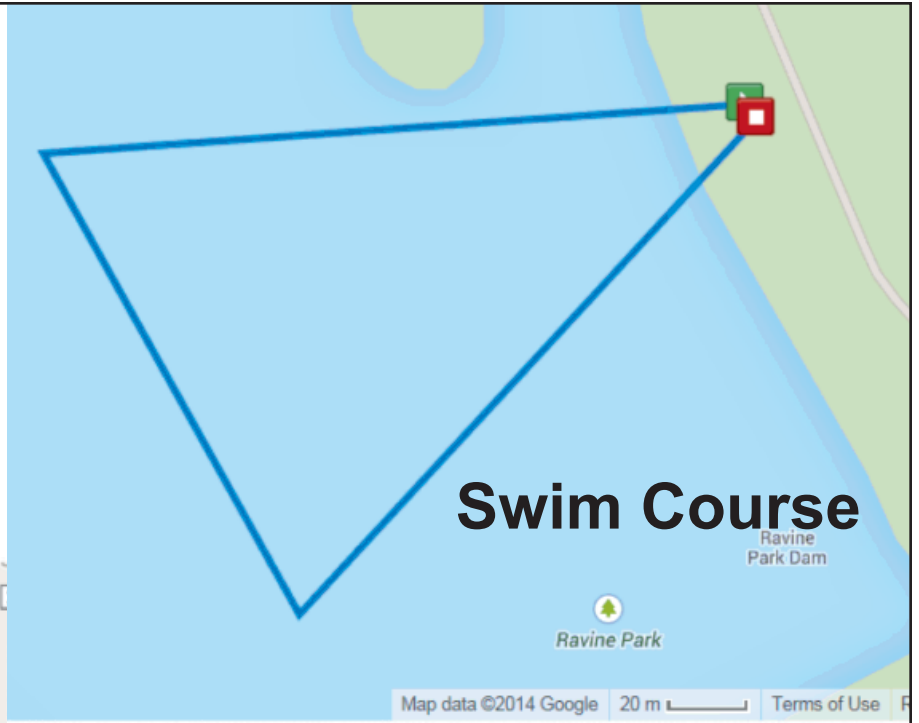 Swim Course
Ravine
Park Dam
Ravine Park
Map data ©2014 Google
20 m
Terms of Use